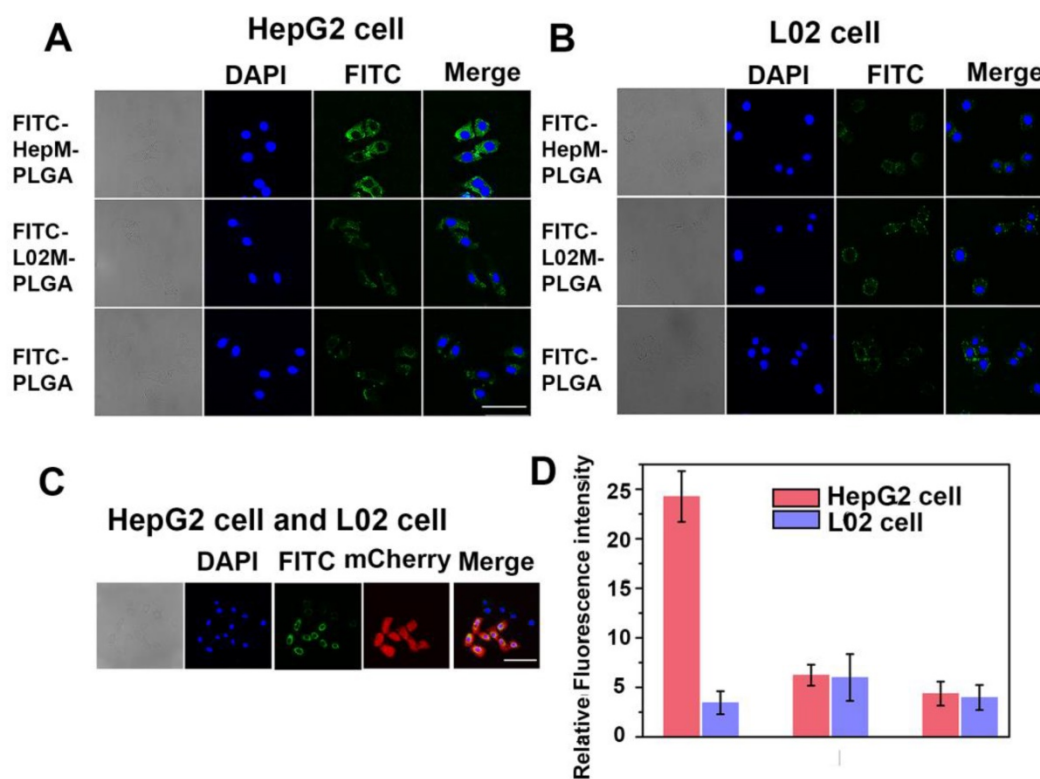 A
HepG2 cell
DAPI FITC Merge
FITC-
HepM-
PLGA
FITC-
L02M-
PLGA
FITC-
PLGA
B
L02 cell
DAPI FITC Merge
FITC-
HepM-
PLGA
FITC-
L02M-
PLGA
FITC-
PLGA
C
HepG2 cell and L02 cell
DAPI FITC mCherry Merge
D
Relative Fluorescence intensity
25
20
15
10
5
0
HepG2 cell
L02 cell